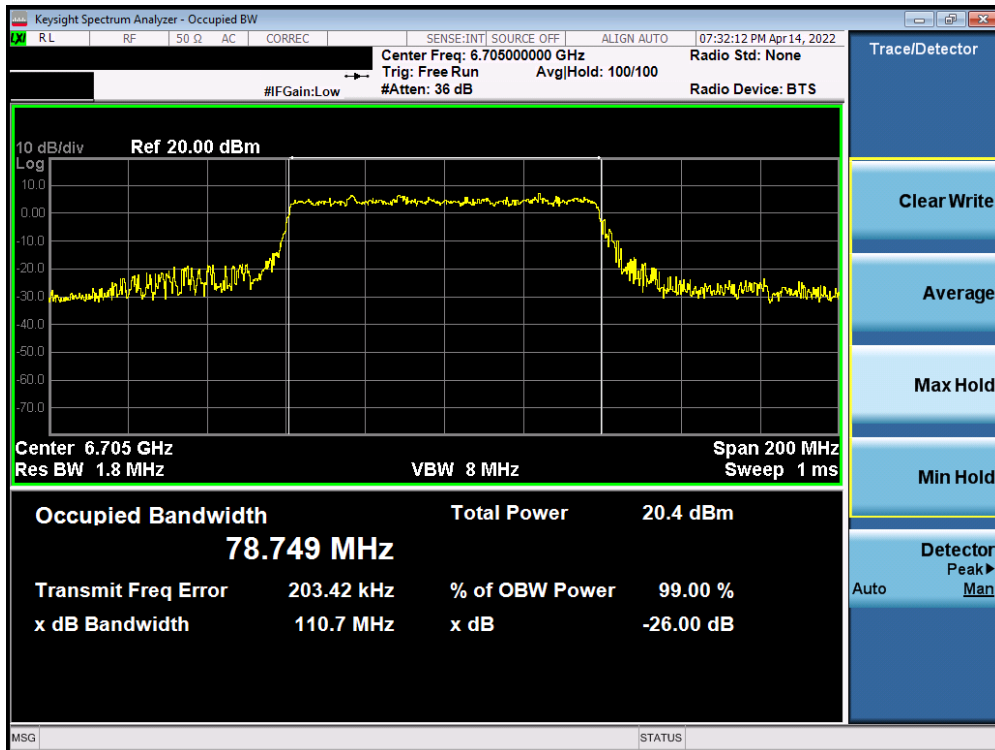 Keysight Spectrum Analyzer - Occupied BW
LXI RL RF 50 Ω AC CORREC SENSE:INT SOURCE OFF ALIGN AUTO 07:32:12 PM Apr 14, 2022
Center Freq: 6.705000000 GHz Radio Std: None
Trig: Free Run Avg|Hold: 100/100
#IFGain:Low #Atten: 36 dB Radio Device: BTS
10 dB/div Ref 20.00 dBm
Log
10.0
0.00
-10.0
-20.0
-30.0
-40.0
-50.0
-60.0
-70.0
Center 6.705 GHz Span 200 MHz
Res BW 1.8 MHz VBW 8 MHz Sweep 1 ms
Occupied Bandwidth Total Power 20.4 dBm
78.749 MHz
Transmit Freq Error 203.42 kHz % of OBW Power 99.00 %
x dB Bandwidth 110.7 MHz x dB -26.00 dB
MSG STATUS
Trace/Detector
Clear Write
Average
Max Hold
Min Hold
Detector
Peak▶
Auto Man